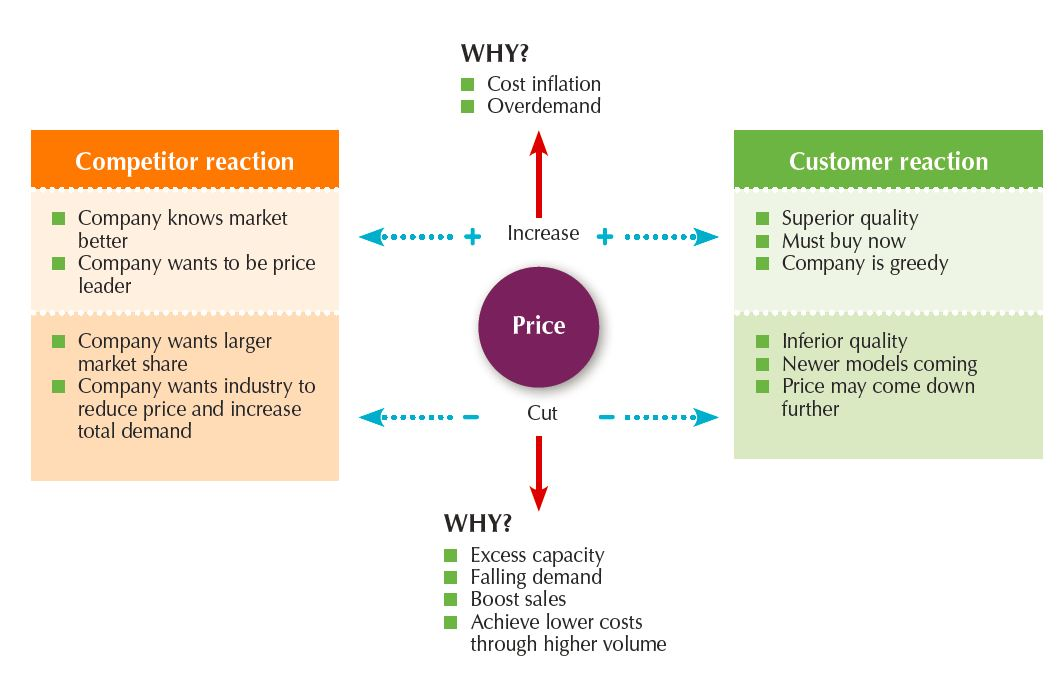 WHY?
Cost inflation
Overdemand
Competitor reaction
Company knows market
better
Company wants to be price
leader
Company wants larger
market share
Company wants industry to
reduce price and increase
total demand
+ Increase +
Price
− Cut −
Customer reaction
Superior quality
Must buy now
Company is greedy
Inferior quality
Newer models coming
Price may come down
further
WHY?
Excess capacity
Falling demand
Boost sales
Achieve lower costs
through higher volume